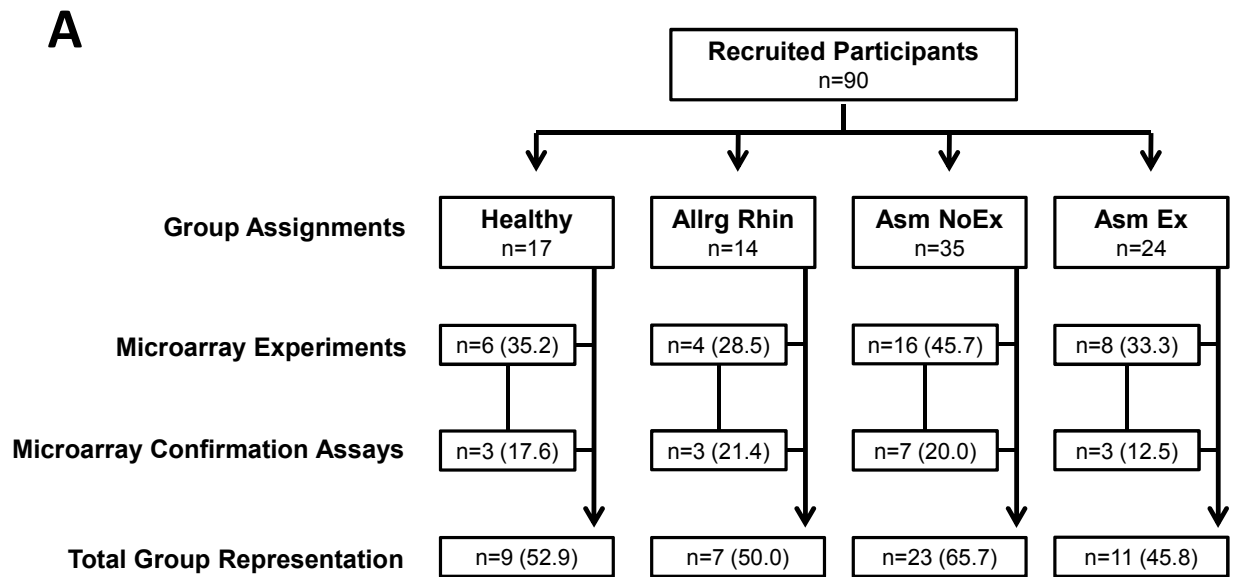 A
Recruited Participants
n=90
Group Assignments
Healthy
n=17
Allrg Rhin
n=14
Asm NoEx
n=35
Asm Ex
n=24
Microarray Experiments
n=6 (35.2)
n=4 (28.5)
n=16 (45.7)
n=8 (33.3)
Microarray Confirmation Assays
n=3 (17.6)
n=3 (21.4)
n=7 (20.0)
n=3 (12.5)
Total Group Representation
n=9 (52.9)
n=7 (50.0)
n=23 (65.7)
n=11 (45.8)